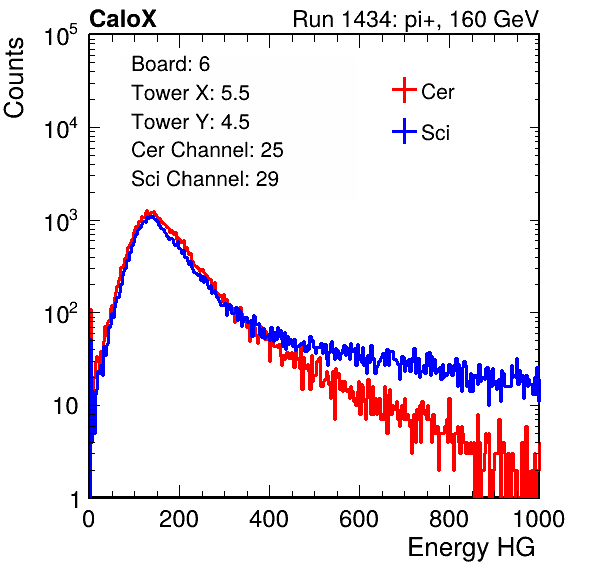 CaloX Run 1434: pi+, 160 GeV
Counts
10^5
10^4
10^3
10^2
10
1
Board: 6
Tower X: 5.5
Tower Y: 4.5
Cer Channel: 25
Sci Channel: 29
Cer
Sci
0 200 400 600 800 1000
Energy HG